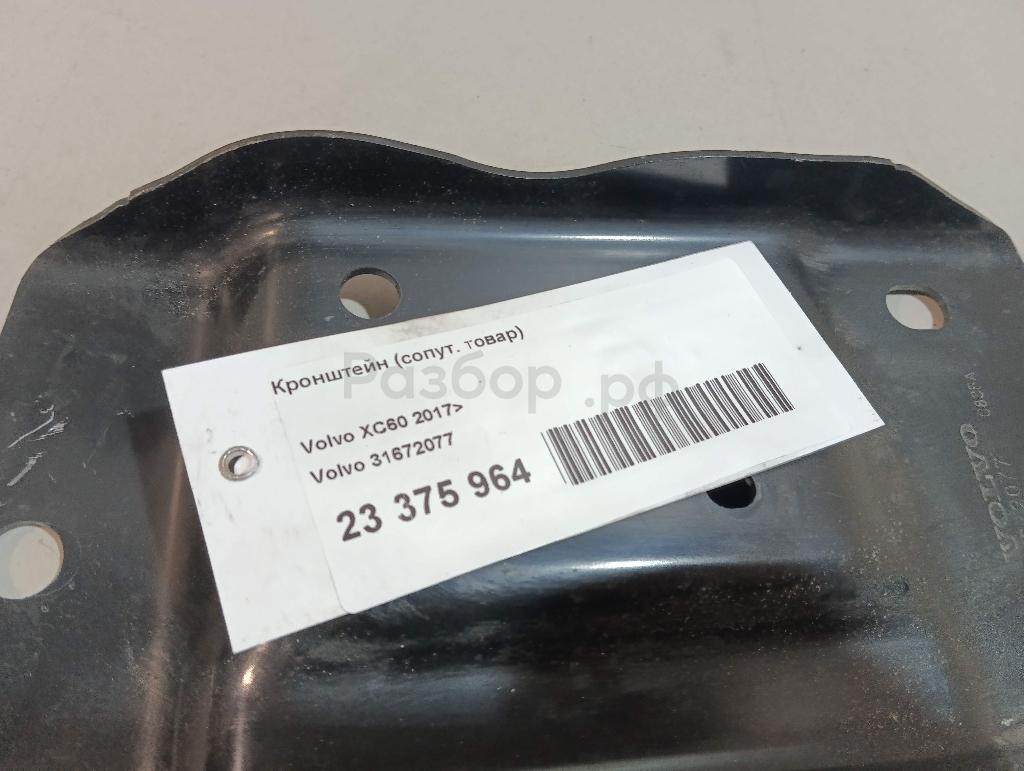 Кронштейн (сопут. товар)
Разбор.рф
Volvo XC60 2017>
Volvo 31672077
23 375 964
VOLVO